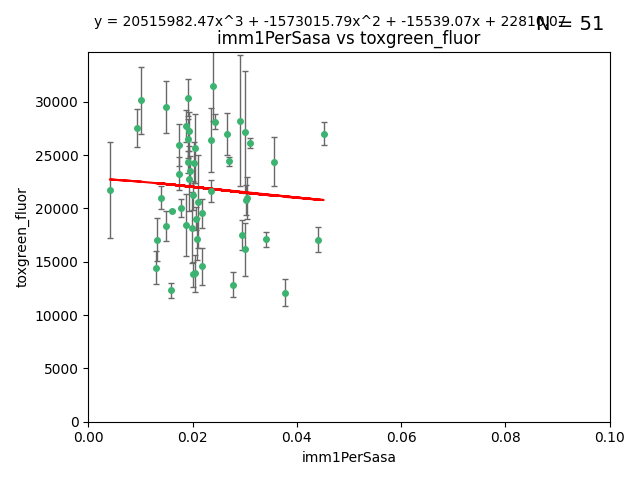 y = 20515982.47x^3 + -1573015.79x^2 + -15539.07x + 22810.07
N = 51
imm1PerSasa vs toxgreen_fluor
30000
25000
20000
15000
10000
5000
0
toxgreen_fluor
0.00 0.02 0.04 0.06 0.08 0.10
imm1PerSasa